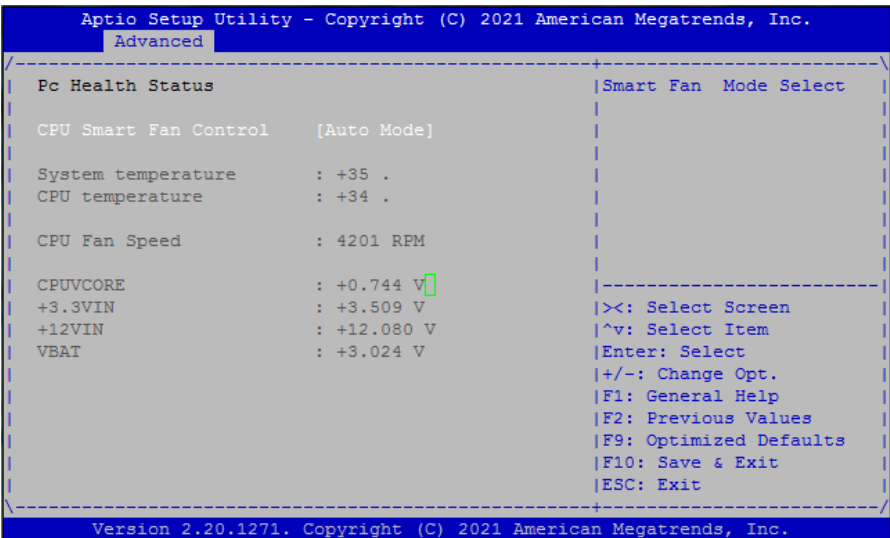 Aptio Setup Utility - Copyright (C) 2021 American Megatrends, Inc.
Advanced
Pc Health Status
Smart Fan Mode Select
CPU Smart Fan Control [Auto Mode]
System temperature : +35 .
CPU temperature : +34 .
CPU Fan Speed : 4201 RPM
CPUVCORE : +0.744 V
+3.3VIN : +3.509 V
+12VIN : +12.080 V
VBAT : +3.024 V
><: Select Screen
^v: Select Item
Enter: Select
+/-: Change Opt.
F1: General Help
F2: Previous Values
F9: Optimized Defaults
F10: Save & Exit
ESC: Exit
Version 2.20.1271. Copyright (C) 2021 American Megatrends, Inc.